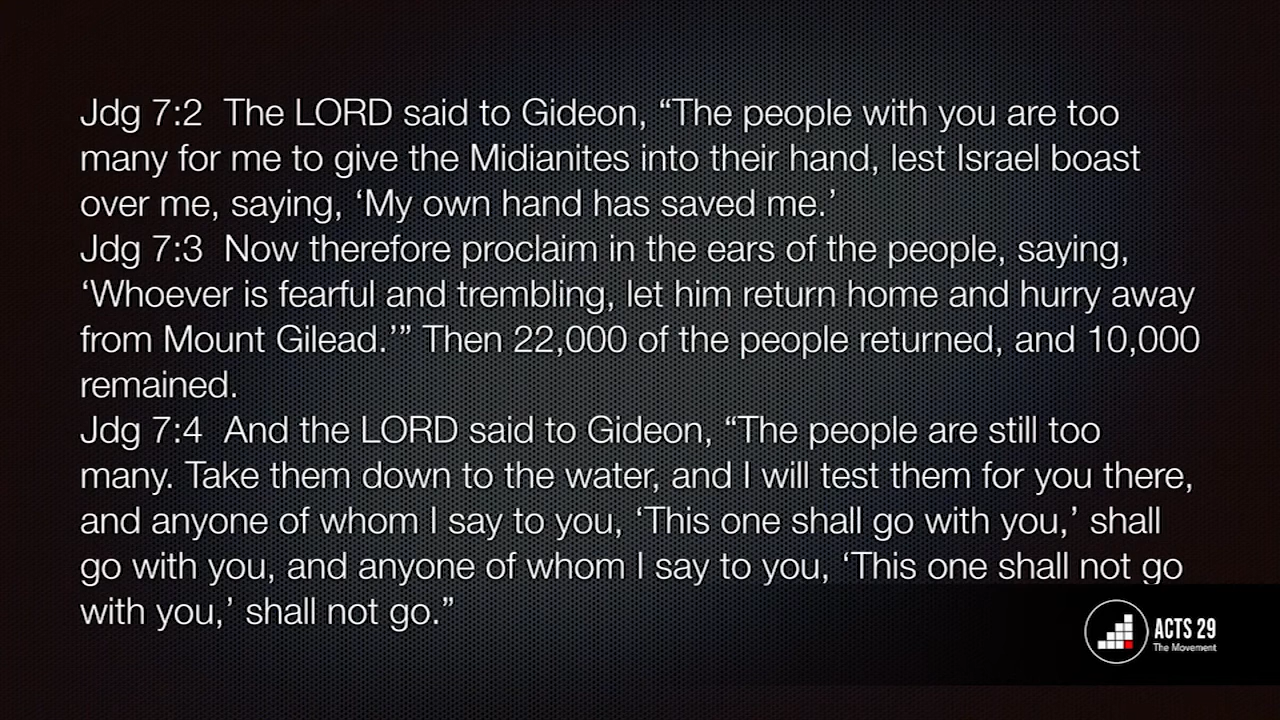 Jdg 7:2  The LORD said to Gideon, “The people with you are too
many for me to give the Midianites into their hand, lest Israel boast
over me, saying, ‘My own hand has saved me.’
Jdg 7:3  Now therefore proclaim in the ears of the people, saying,
‘Whoever is fearful and trembling, let him return home and hurry away
from Mount Gilead.’” Then 22,000 of the people returned, and 10,000
remained.
Jdg 7:4  And the LORD said to Gideon, “The people are still too
many. Take them down to the water, and I will test them for you there,
and anyone of whom I say to you, ‘This one shall go with you,’ shall
go with you, and anyone of whom I say to you, ‘This one shall not go
with you,’ shall not go.”
ACTS 29
The Movement